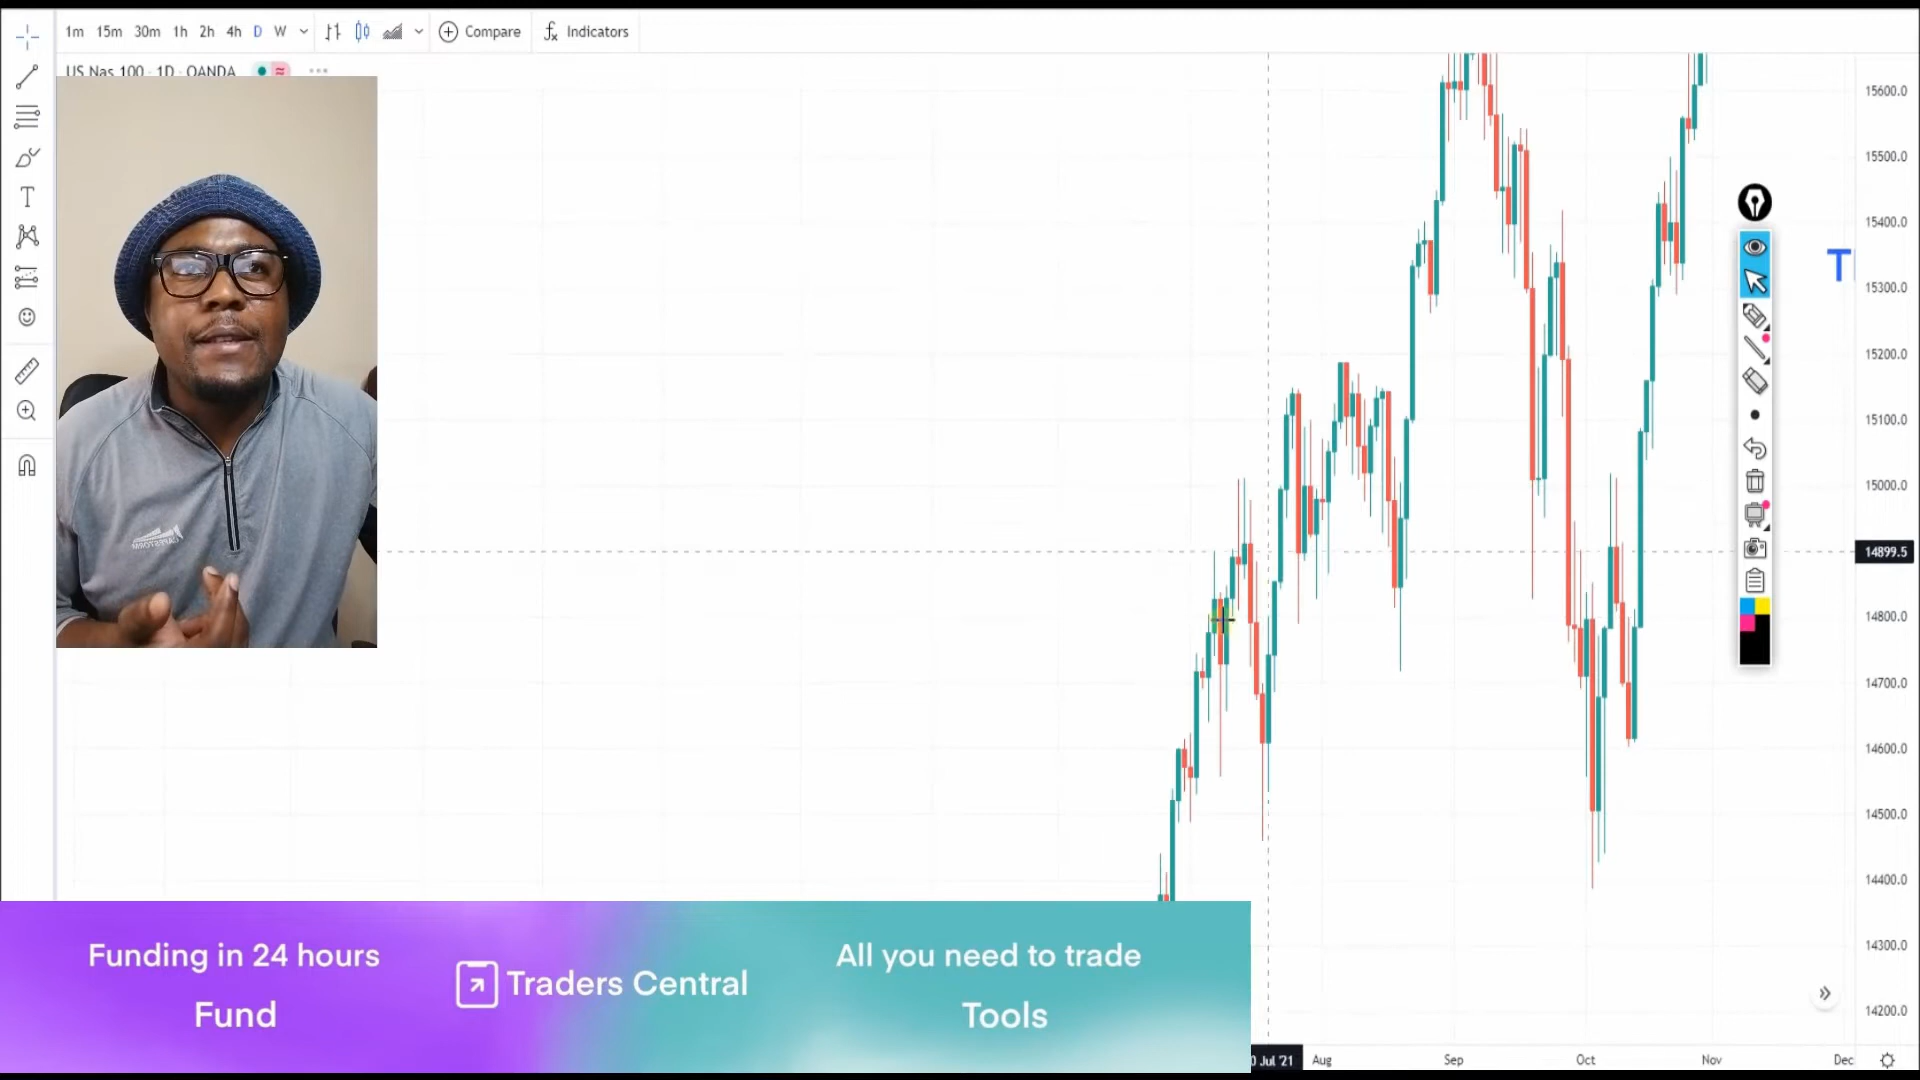 1m 15m 30m 1h 2h 4h D W Compare Indicators
US Nas 100 · 1D · OANDA
15600.0
15500.0
15400.0
15300.0
15200.0
15100.0
15000.0
14899.5
14800.0
14700.0
14600.0
14500.0
14400.0
14300.0
14200.0
T
T
CAPESTORM
Funding in 24 hours
Fund
Traders Central
All you need to trade
Tools
0 Jul '21 Aug Sep Oct Nov Dec